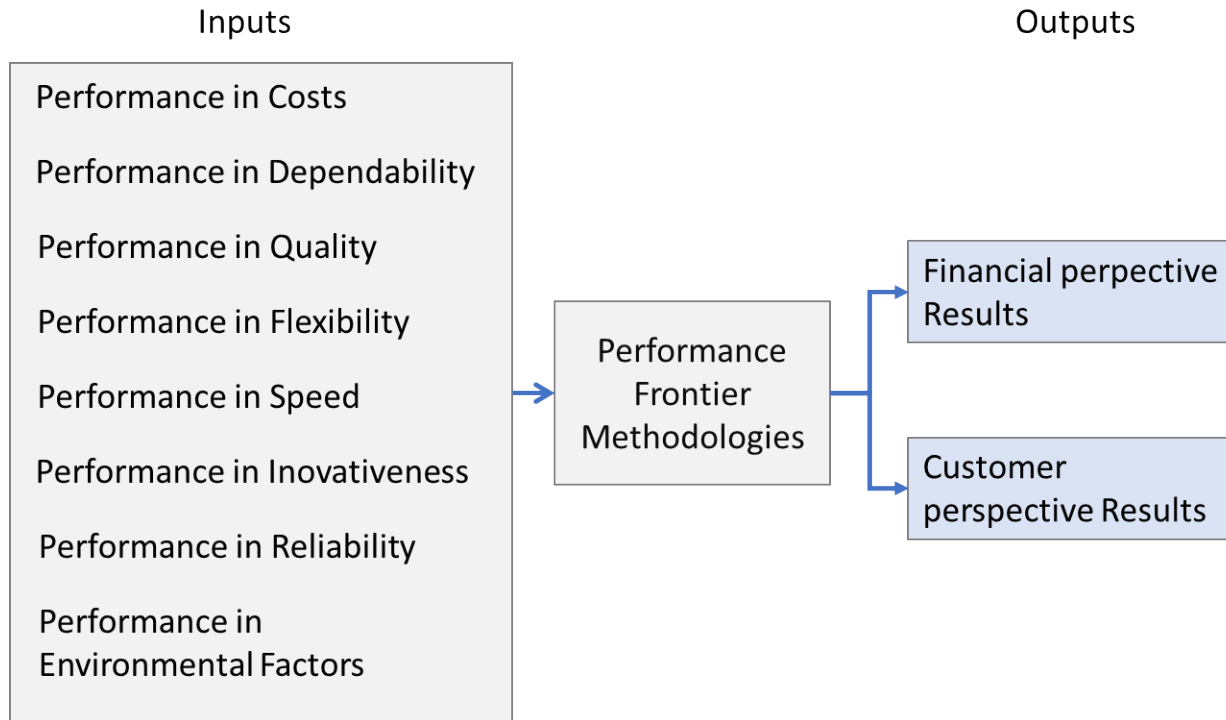 Inputs
Outputs
Performance in Costs
Performance in Dependability
Performance in Quality
Performance in Flexibility
Performance in Speed
Performance in Inovativeness
Performance in Reliability
Performance in
Environmental Factors
Performance
Frontier
Methodologies
Financial perpective
Results
Customer
perspective Results